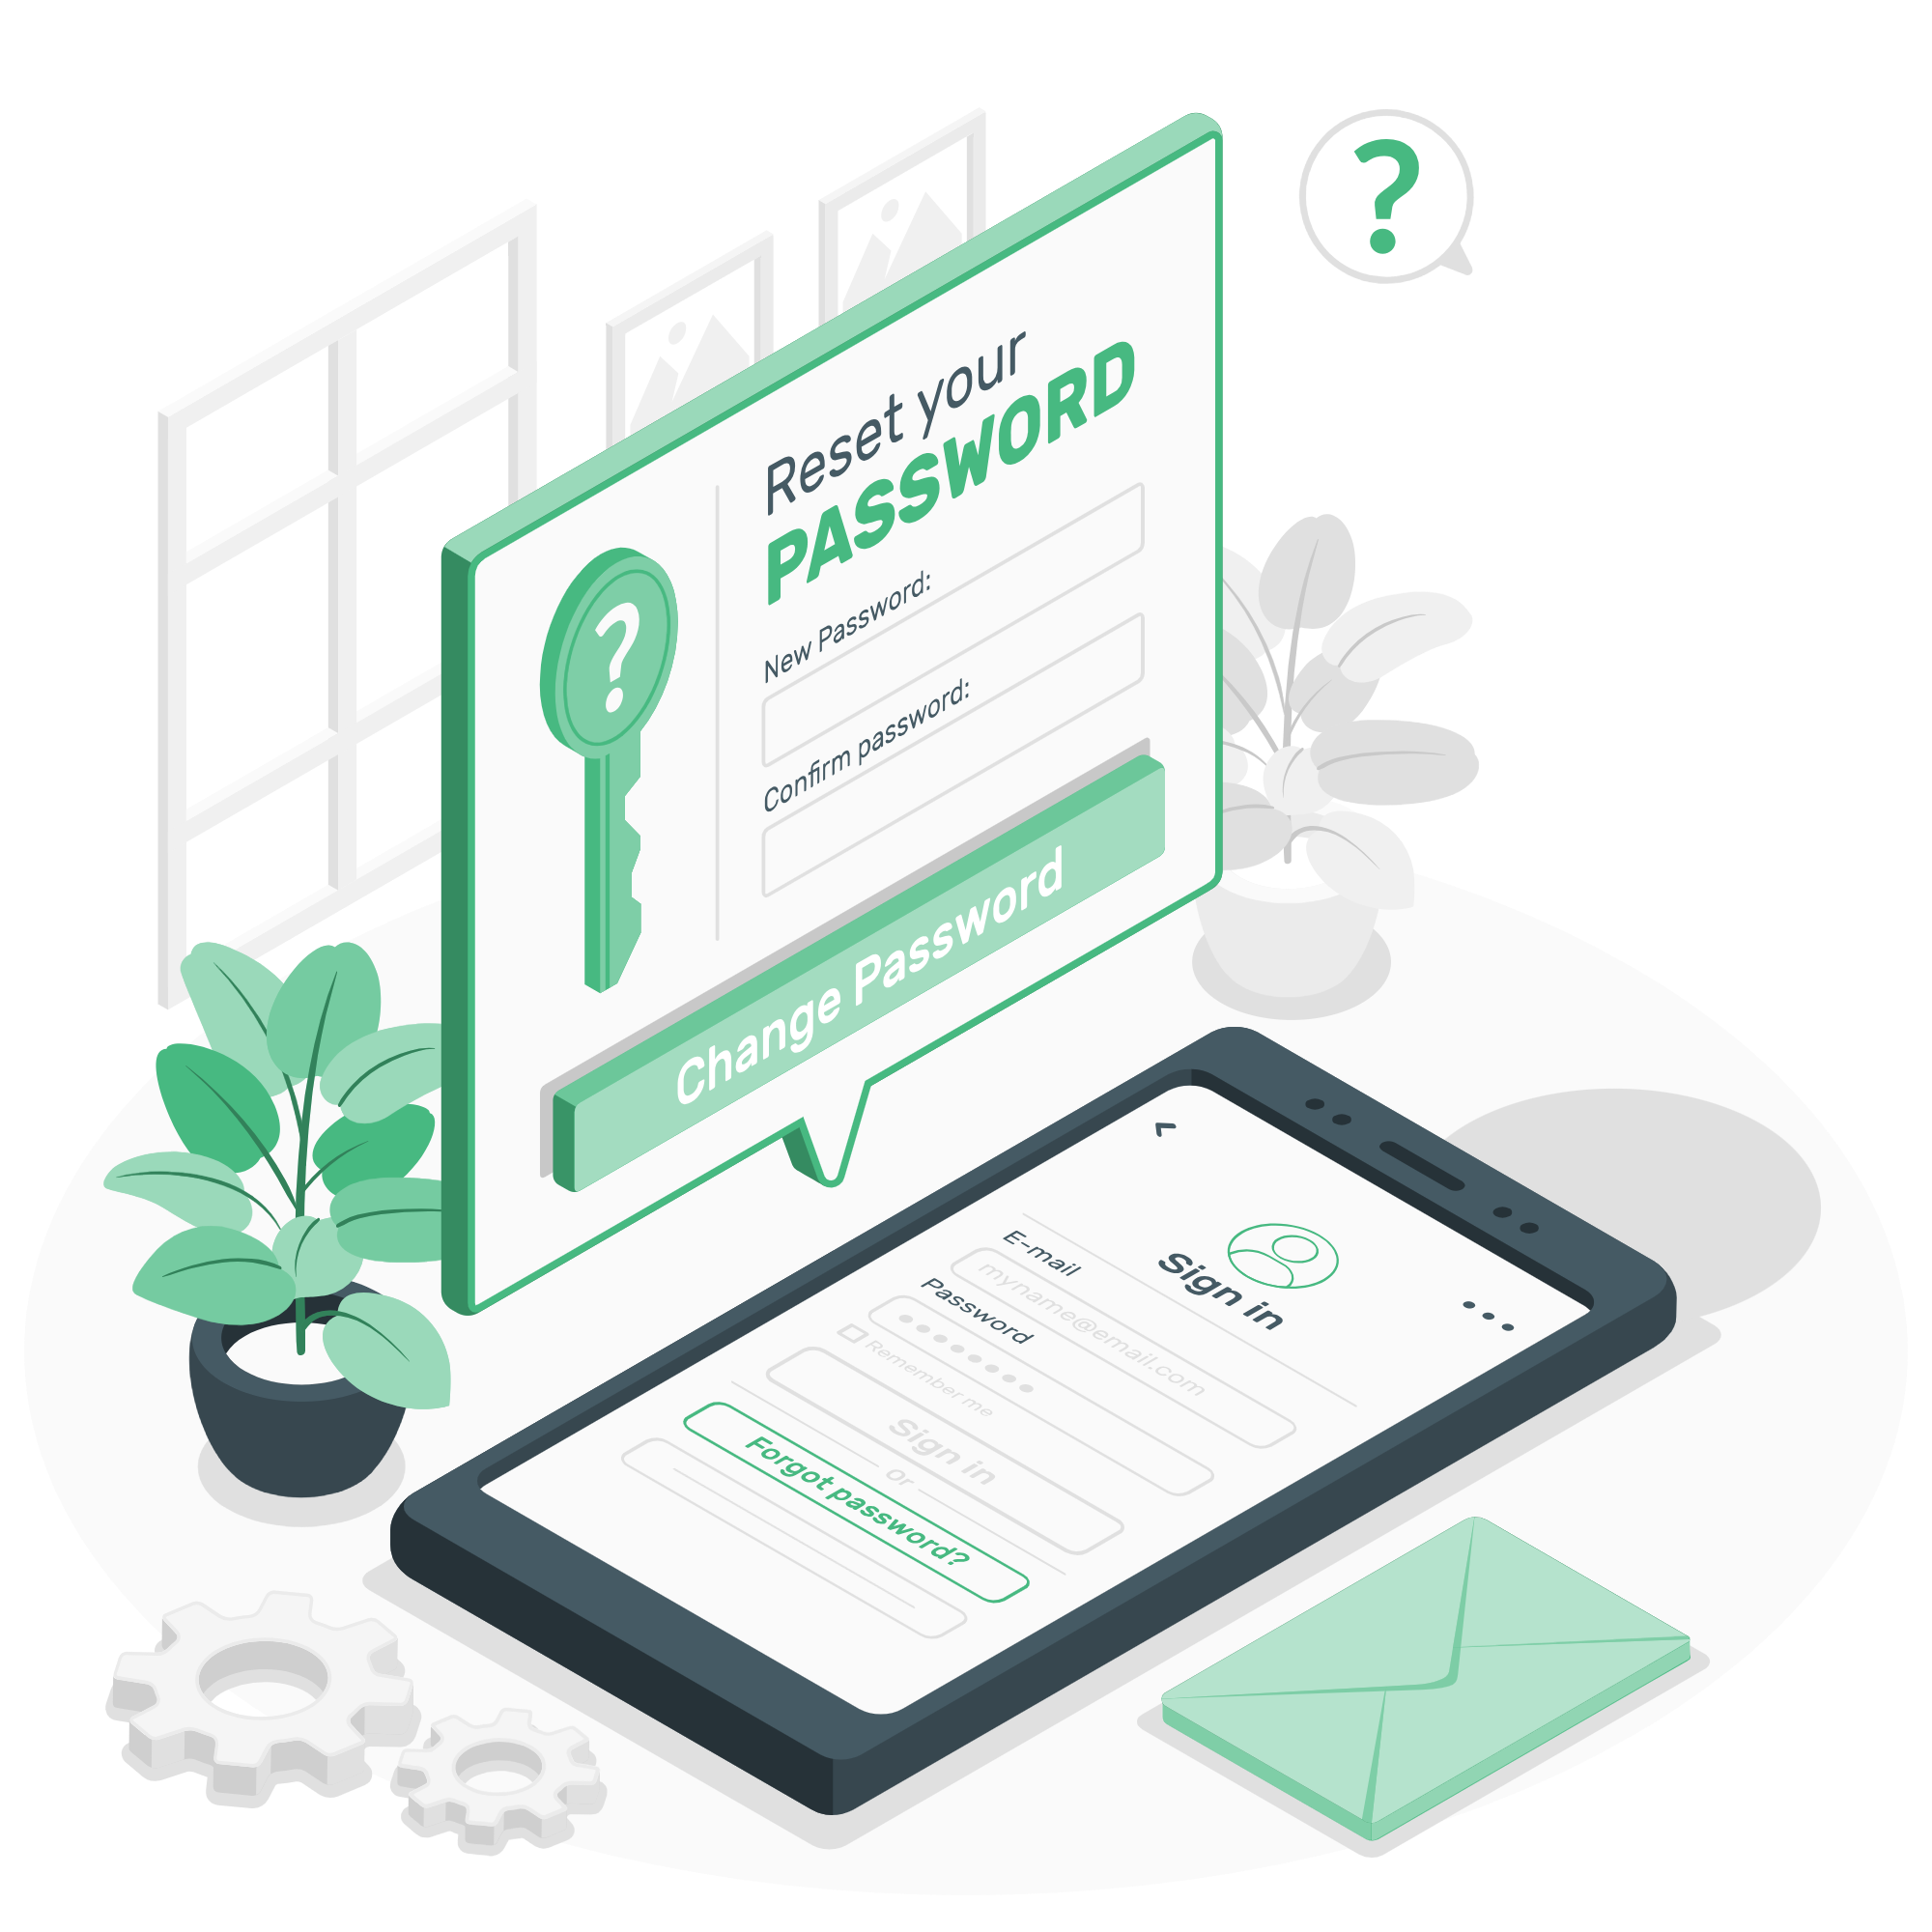 ?
Reset your
PASSWORD
?
New Password:
Confirm password:
Change Password
Sign in
E-mail
myname@email.com
Password
Remember me
Sign in
Or
Forgot password?